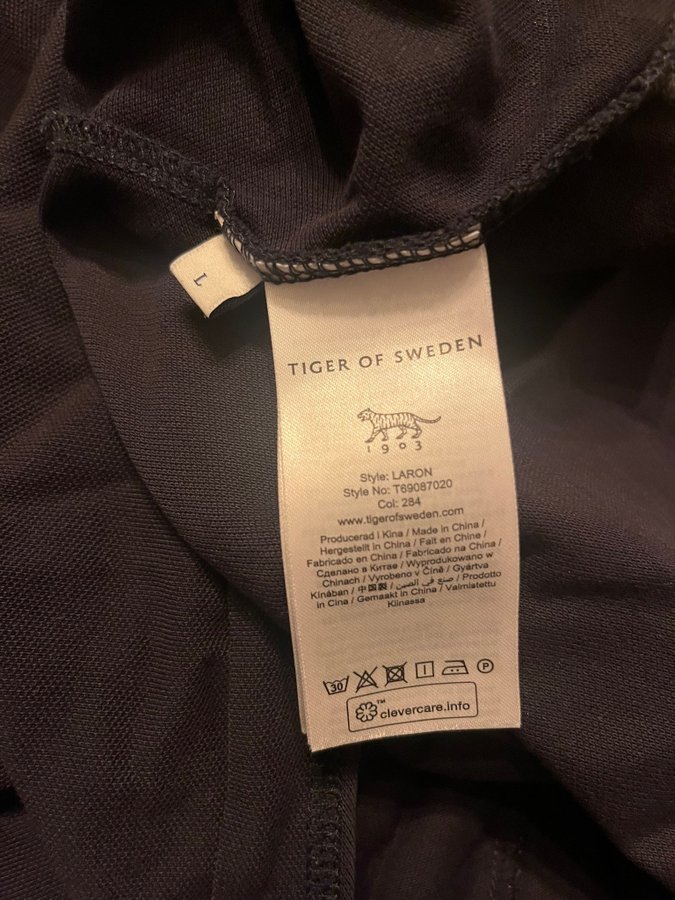 L
TIGER OF SWEDEN
1903
Style: LARON
Style No: T69087020
Col: 284
www.tigerofsweden.com
Producerad i Kina / Made in China /
Hergestellt in China / Fait en Chine /
Fabricado en China / Fabricado na China /
Сделано в Китае / Wyprodukowano w
Chinach / Vyrobeno v Číně / Gyártva
Kínában / 中国製 / صنع في الصين / Prodotto
in Cina / Gemaakt in China / Valmistettu
Kiinassa
30 P
clevercare.info™